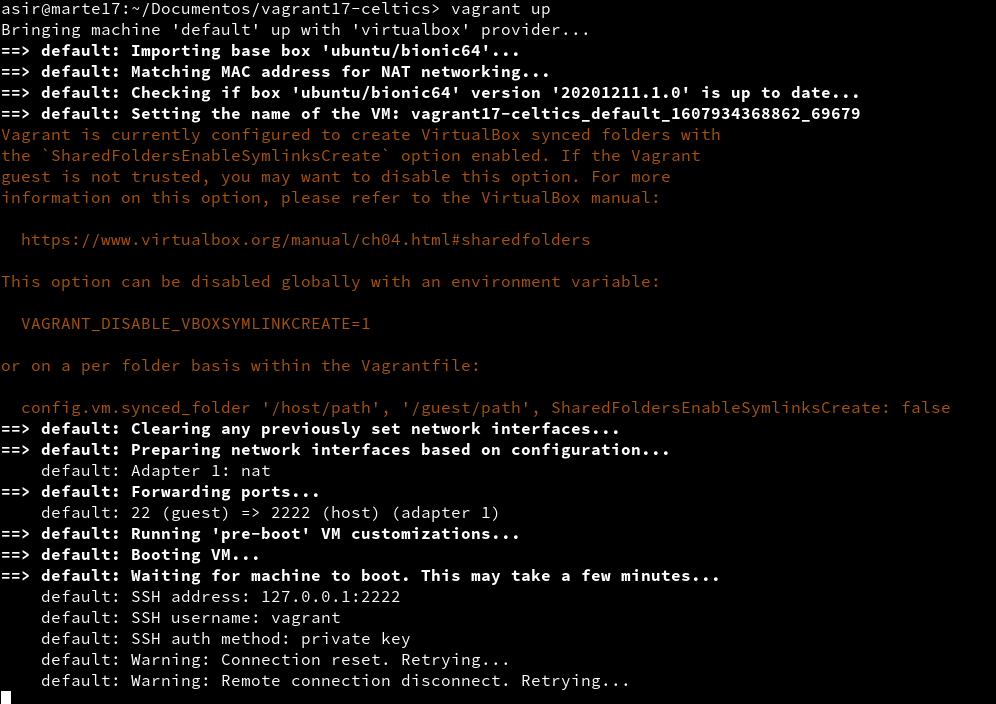 asir@marte17:~/Documentos/vagrant17-celtics> vagrant up
Bringing machine 'default' up with 'virtualbox' provider...
==> default: Importing base box 'ubuntu/bionic64'...
==> default: Matching MAC address for NAT networking...
==> default: Checking if box 'ubuntu/bionic64' version '20201211.1.0' is up to date...
==> default: Setting the name of the VM: vagrant17-celtics_default_1607934368862_69679
Vagrant is currently configured to create VirtualBox synced folders with
the `SharedFoldersEnableSymlinksCreate` option enabled. If the Vagrant
guest is not trusted, you may want to disable this option. For more
information on this option, please refer to the VirtualBox manual:
https://www.virtualbox.org/manual/ch04.html#sharedfolders
This option can be disabled globally with an environment variable:
VAGRANT_DISABLE_VBOXSYMLINKCREATE=1
or on a per folder basis within the Vagrantfile:
config.vm.synced_folder '/host/path', '/guest/path', SharedFoldersEnableSymlinksCreate: false
==> default: Clearing any previously set network interfaces...
==> default: Preparing network interfaces based on configuration...
default: Adapter 1: nat
==> default: Forwarding ports...
default: 22 (guest) => 2222 (host) (adapter 1)
==> default: Running 'pre-boot' VM customizations...
==> default: Booting VM...
==> default: Waiting for machine to boot. This may take a few minutes...
default: SSH address: 127.0.0.1:2222
default: SSH username: vagrant
default: SSH auth method: private key
default: Warning: Connection reset. Retrying...
default: Warning: Remote connection disconnect. Retrying...